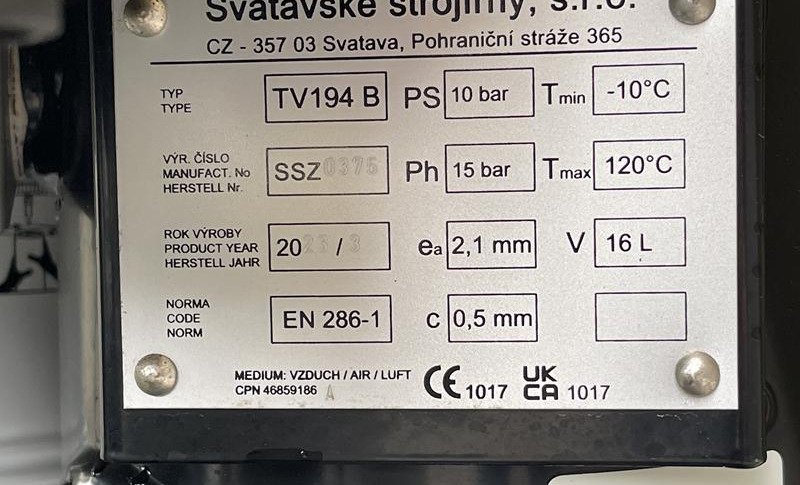 Svatavské strojírny, s.r.o.
CZ - 357 03 Svatava, Pohraniční stráže 365
TYP
TYPE
TV194 B
PS
10 bar
Tmin
-10°C
VÝR. ČÍSLO
MANUFACT. No
HERSTELL Nr.
SSZ 0375
Ph
15 bar
Tmax
120°C
ROK VÝROBY
PRODUCT YEAR
HERSTELL JAHR
20 / 3
ea
2,1 mm
V
16 L
NORMA
CODE
NORM
EN 286-1
c
0,5 mm
MEDIUM: VZDUCH / AIR / LUFT
CPN 46859186 A
CE 1017
UK
CA 1017